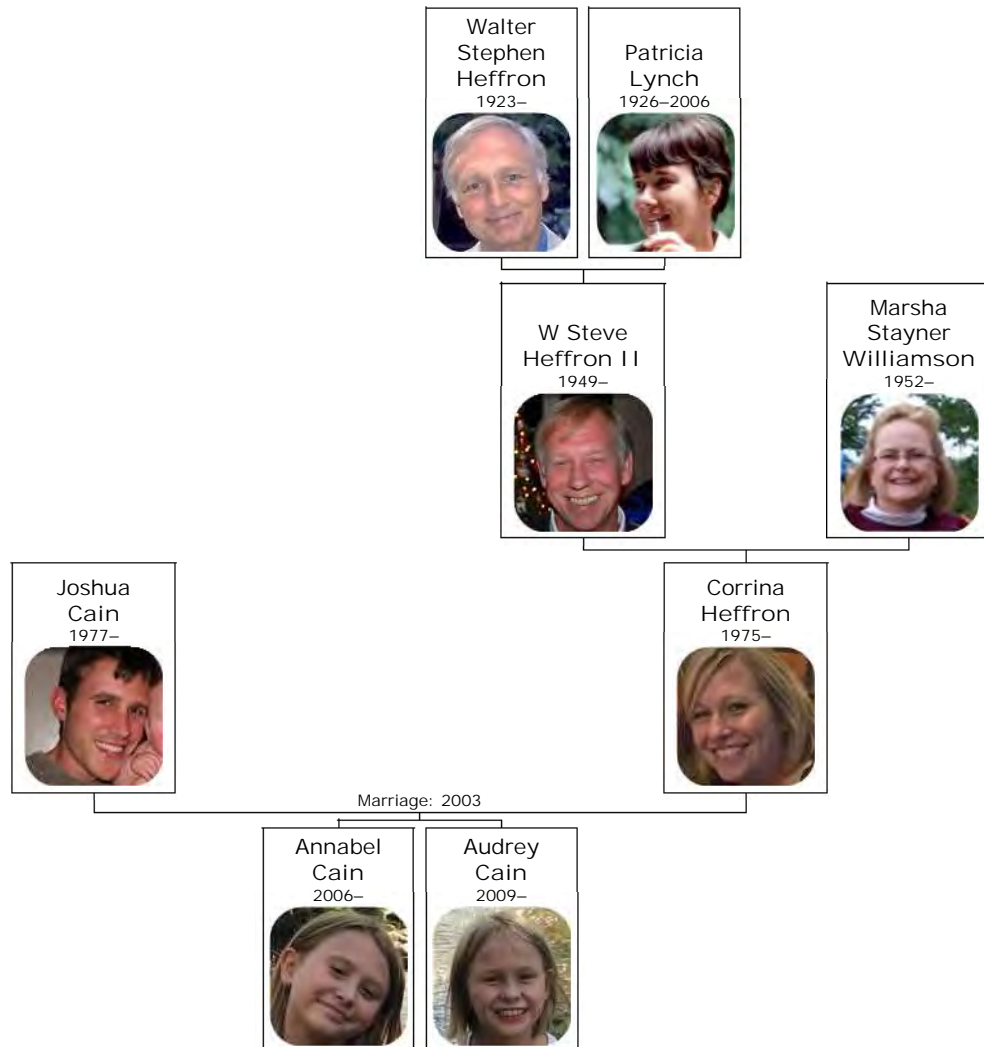 Walter
Stephen
Heffron
1923–
Patricia
Lynch
1926–2006
W Steve
Heffron II
1949–
Marsha
Stayner
Williamson
1952–
Joshua
Cain
1977–
Corrina
Heffron
1975–
Marriage: 2003
Annabel
Cain
2006–
Audrey
Cain
2009–